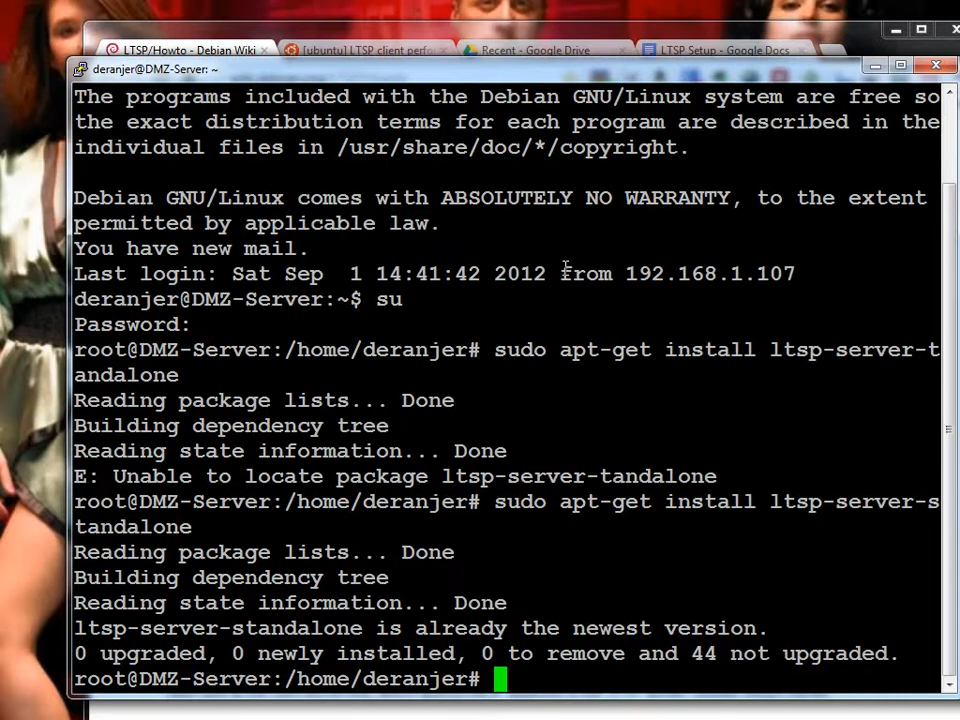 LTSP/Howto - Debian Wiki
[ubuntu] LTSP client perfo
Recent - Google Drive
LTSP Setup - Google Docs
deranjer@DMZ-Server: ~
The programs included with the Debian GNU/Linux system are free so
the exact distribution terms for each program are described in the
individual files in /usr/share/doc/*/copyright.
Debian GNU/Linux comes with ABSOLUTELY NO WARRANTY, to the extent
permitted by applicable law.
You have new mail.
Last login: Sat Sep  1 14:41:42 2012 from 192.168.1.107
deranjer@DMZ-Server:~$ su
Password:
root@DMZ-Server:/home/deranjer# sudo apt-get install ltsp-server-t
andalone
Reading package lists... Done
Building dependency tree
Reading state information... Done
E: Unable to locate package ltsp-server-tandalone
root@DMZ-Server:/home/deranjer# sudo apt-get install ltsp-server-s
tandalone
Reading package lists... Done
Building dependency tree
Reading state information... Done
ltsp-server-standalone is already the newest version.
0 upgraded, 0 newly installed, 0 to remove and 44 not upgraded.
root@DMZ-Server:/home/deranjer#